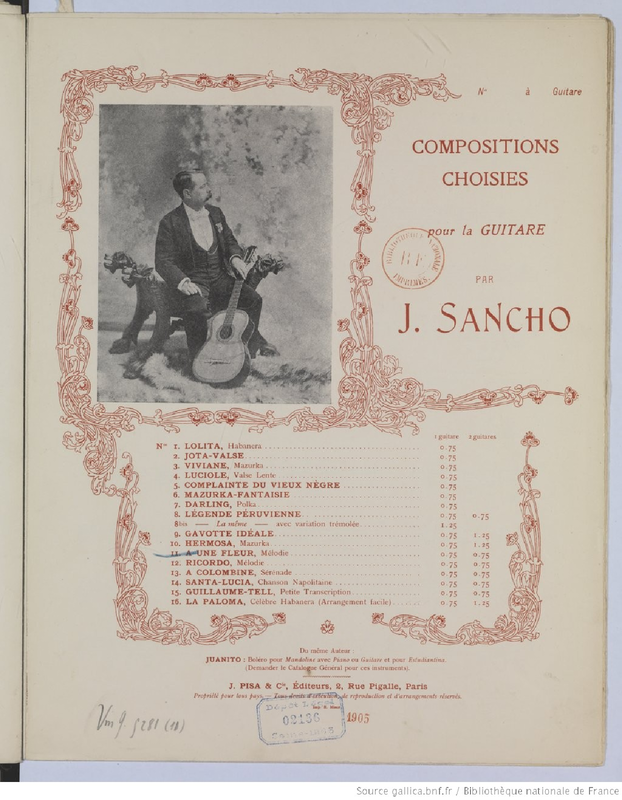 Nº à Guitare
COMPOSITIONS
CHOISIES
pour la GUITARE
PAR
J. SANCHO
1 guitare 2 guitares
Nos 1. LOLITA, Habanera 0.75
2. JOTA-VALSE 0.75
3. VIVIANE, Mazurka 0.75
4. LUCIOLE, Valse Lente 0.75
5. COMPLAINTE DU VIEUX NÈGRE 0.75
6. MAZURKA-FANTAISIE 0.75
7. DARLING, Polka 0.75
8. LÉGENDE PÉRUVIENNE 0.75 0.75
8bis — La même — avec variation trémolée. 1.25
9. GAVOTTE IDÉALE 0.75 1.25
10. HERMOSA, Mazurka 0.75 1.25
11. A UNE FLEUR, Mélodie 0.75 0.75
12. RICORDO, Mélodie 0.75 0.75
13. A COLOMBINE, Sérénade 0.75 0.75
14. SANTA-LUCIA, Chanson Napolitaine 0.75 0.75
15. GUILLAUME-TELL, Petite Transcription 0.75 0.75
16. LA PALOMA, Célèbre Habanera (Arrangement facile) 0.75 1.25
Du même Auteur :
JUANITO : Boléro pour Mandoline avec Piano ou Guitare et pour Estudiantina.
(Demander le Catalogue Général pour ces instruments).
J. PISA & Cie, Éditeurs, 2, Rue Pigalle, Paris
Propriété pour tous pays. — Tous droits d'exécution, de reproduction et d'arrangements réservés.
1905
Vm9. 5281 (11)
Source gallica.bnf.fr / Bibliothèque nationale de France